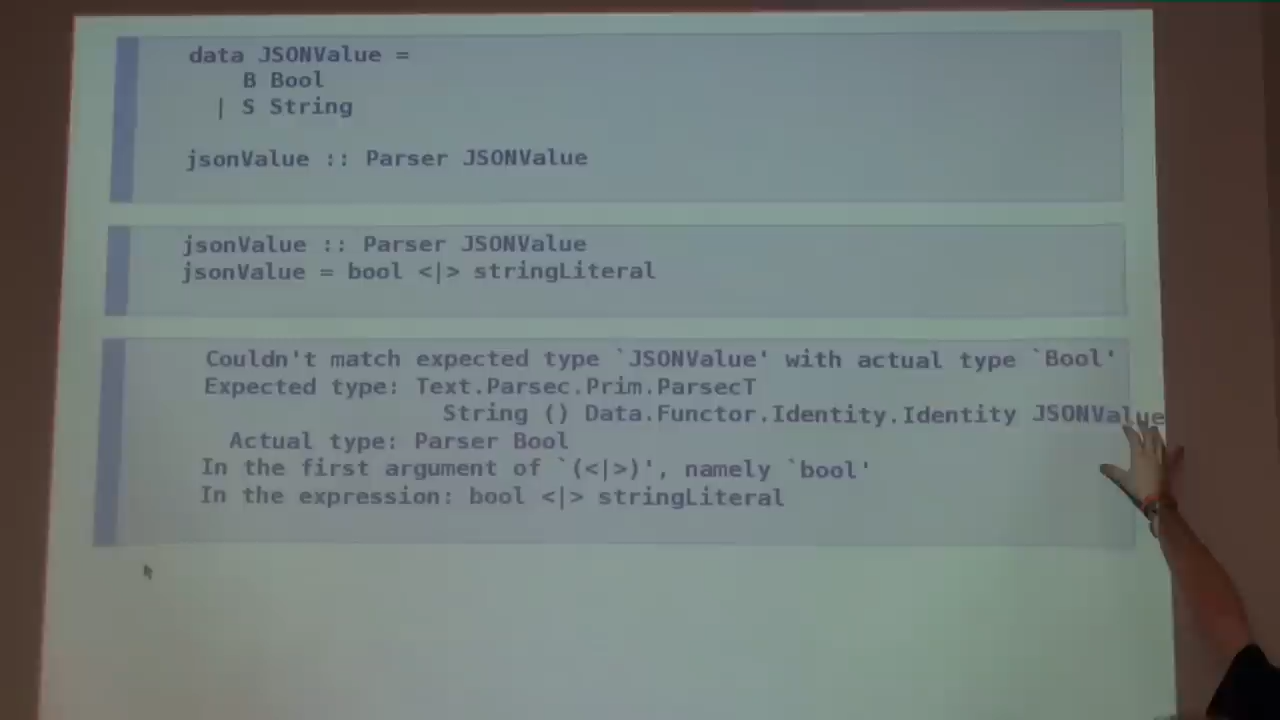 data JSONValue =
B Bool
| S String
jsonValue :: Parser JSONValue
jsonValue :: Parser JSONValue
jsonValue = bool <|> stringLiteral
Couldn't match expected type `JSONValue' with actual type `Bool'
Expected type: Text.Parsec.Prim.ParsecT
String () Data.Functor.Identity.Identity JSONValue
Actual type: Parser Bool
In the first argument of `(<|>)', namely `bool'
In the expression: bool <|> stringLiteral